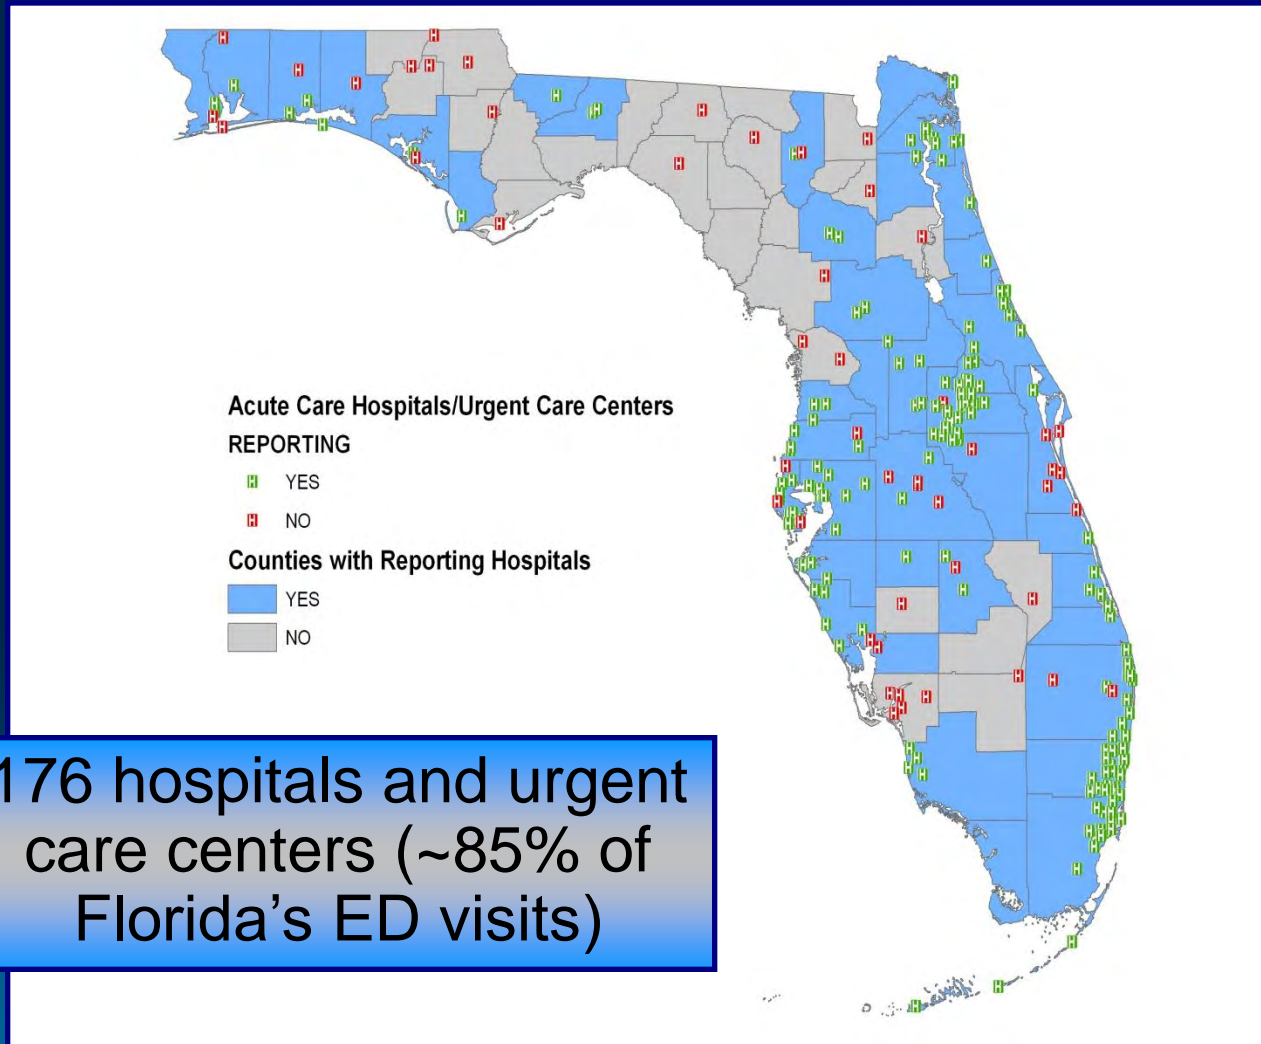 Acute Care Hospitals/Urgent Care Centers
REPORTING
H YES
H NO
Counties with Reporting Hospitals
YES
NO
176 hospitals and urgent
care centers (~85% of
Florida's ED visits)